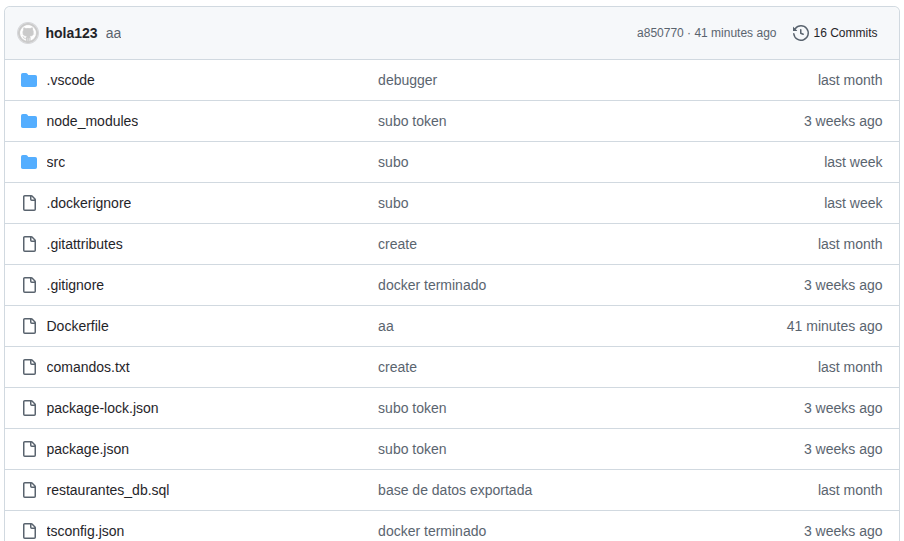 hola123 aa a850770 · 41 minutes ago 16 Commits
.vscode debugger last month
node_modules subo token 3 weeks ago
src subo last week
.dockerignore subo last week
.gitattributes create last month
.gitignore docker terminado 3 weeks ago
Dockerfile aa 41 minutes ago
comandos.txt create last month
package-lock.json subo token 3 weeks ago
package.json subo token 3 weeks ago
restaurantes_db.sql base de datos exportada last month
tsconfig.json docker terminado 3 weeks ago